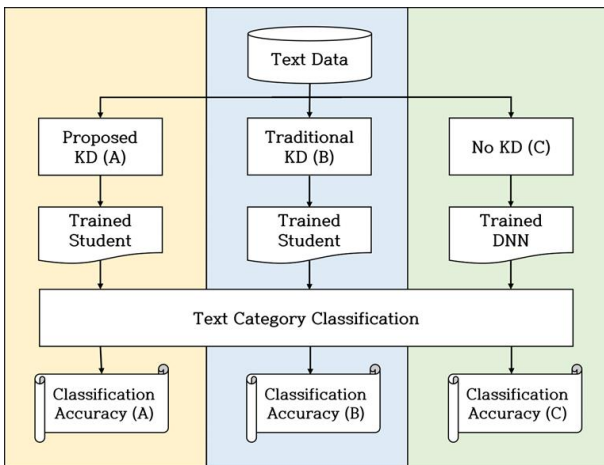 Text Data
Proposed
KD (A)
Traditional
KD (B)
No KD (C)
Trained
Student
Trained
Student
Trained
DNN
Text Category Classification
Classification
Accuracy (A)
Classification
Accuracy (B)
Classification
Accuracy (C)